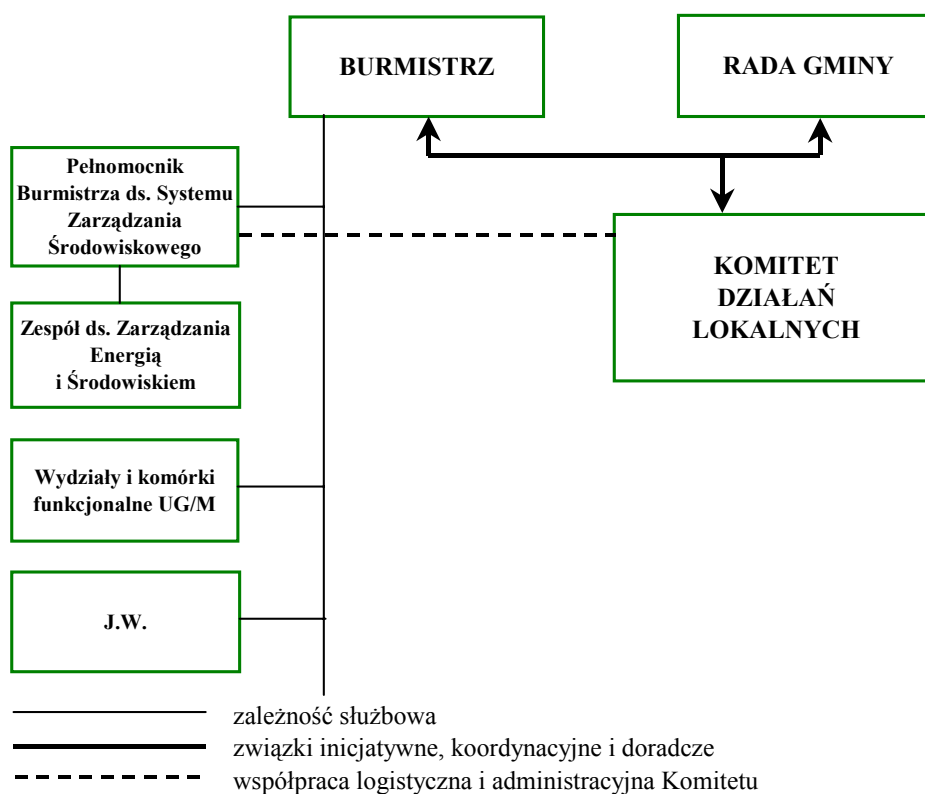 BURMISTRZ
RADA GMINY
Pełnomocnik
Burmistrza ds. Systemu
Zarządzania
Środowiskowego
KOMITET
DZIAŁAŃ
LOKALNYCH
Zespół ds. Zarządzania
Energią
i Środowiskiem
Wydziały i komórki
funkcjonalne UG/M
J.W.
zależność służbowa
związki inicjatywne, koordynacyjne i doradcze
współpraca logistyczna i administracyjna Komitetu